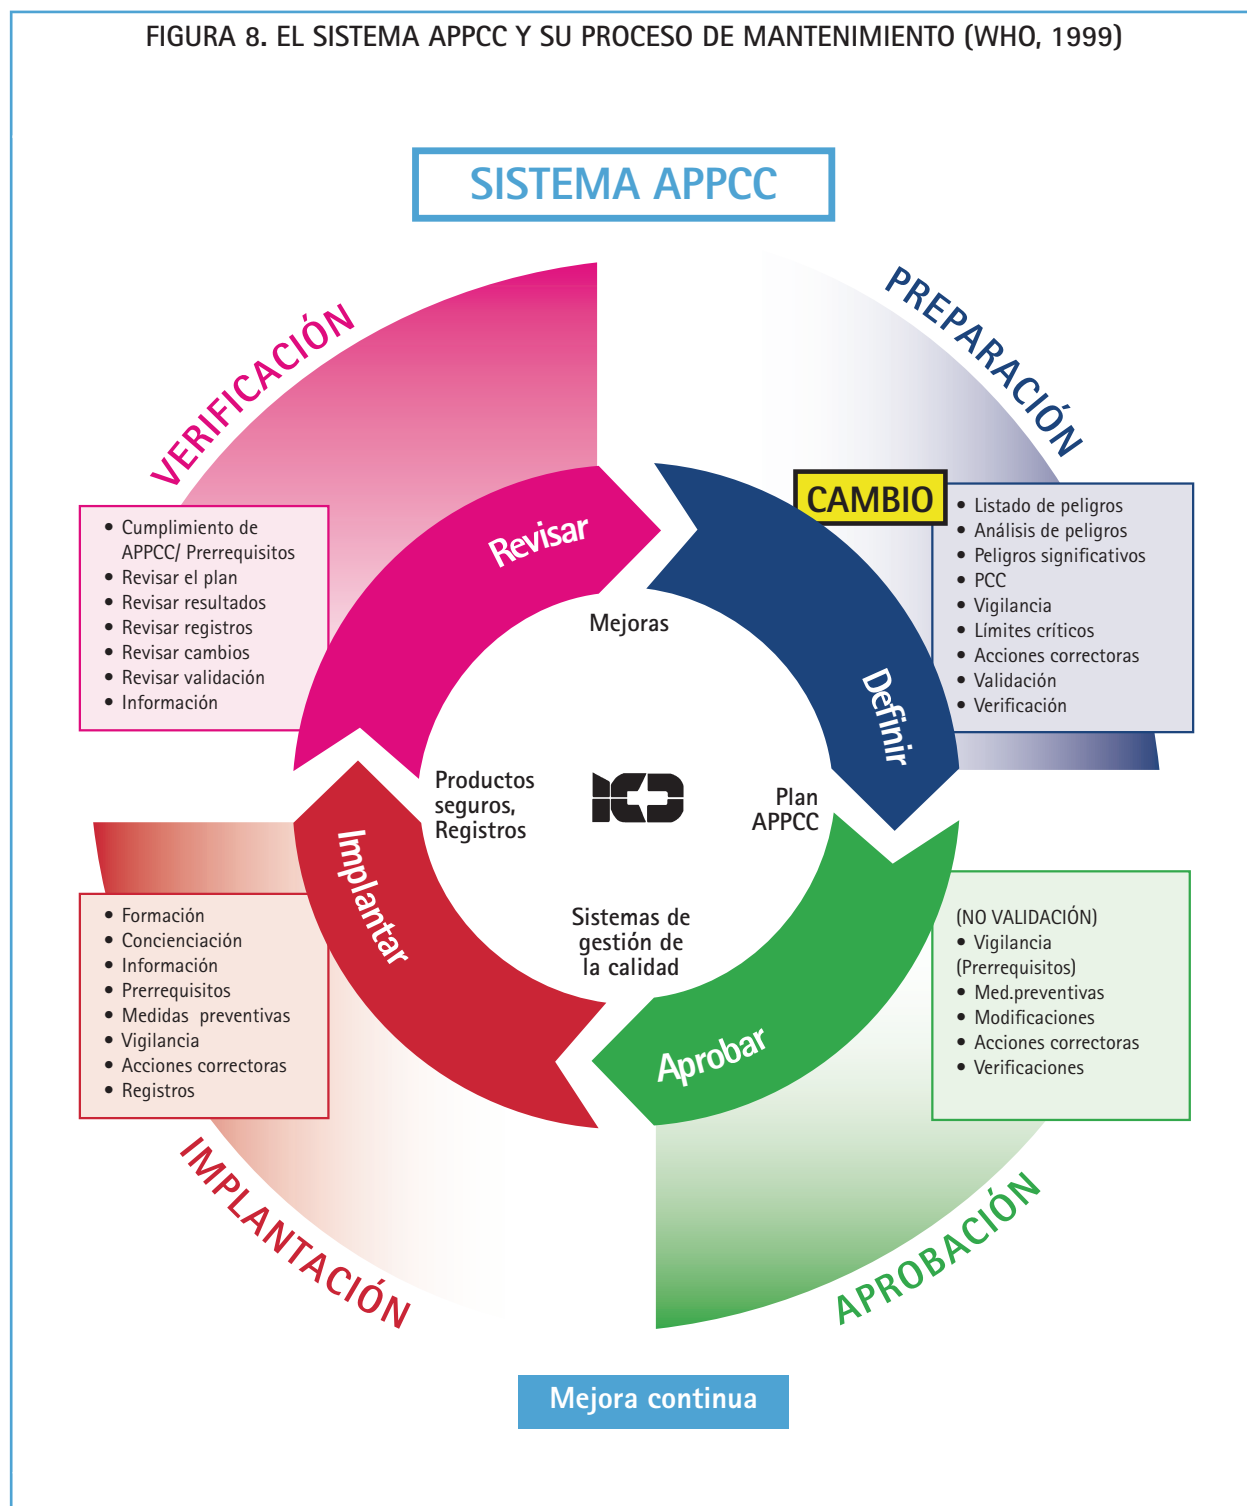 FIGURA 8. EL SISTEMA APPCC Y SU PROCESO DE MANTENIMIENTO (WHO, 1999)
SISTEMA APPCC
VERIFICACIÓN
PREPARACIÓN
CAMBIO
• Cumplimiento de
APPCC/ Prerrequisitos
• Revisar el plan
• Revisar resultados
• Revisar registros
• Revisar cambios
• Revisar validación
• Información
Revisar
• Listado de peligros
• Análisis de peligros
• Peligros significativos
• PCC
• Vigilancia
• Límites críticos
• Acciones correctoras
• Validación
• Verificación
Definir
Mejoras
Productos
seguros,
Registros
Plan
APPCC
Sistemas de
gestión de
la calidad
Implantar
Aprobar
• Formación
• Concienciación
• Información
• Prerrequisitos
• Medidas preventivas
• Vigilancia
• Acciones correctoras
• Registros
(NO VALIDACIÓN)
• Vigilancia
(Prerrequisitos)
• Med.preventivas
• Modificaciones
• Acciones correctoras
• Verificaciones
IMPLANTACIÓN
APROBACIÓN
Mejora continua